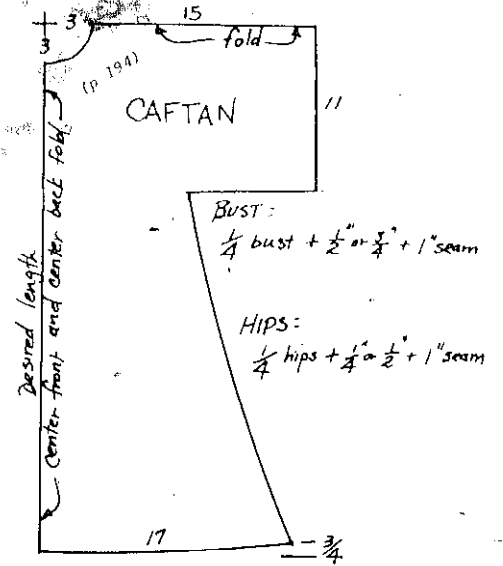 3 15
3 fold
(p 194)
CAFTAN 11
Desired length
Center front and center back fold
BUST:
1/4 bust + 1/2" or 3/4" + 1" seam
HIPS:
1/4 hips + 1/4" or 1/2" + 1" seam
17 3/4